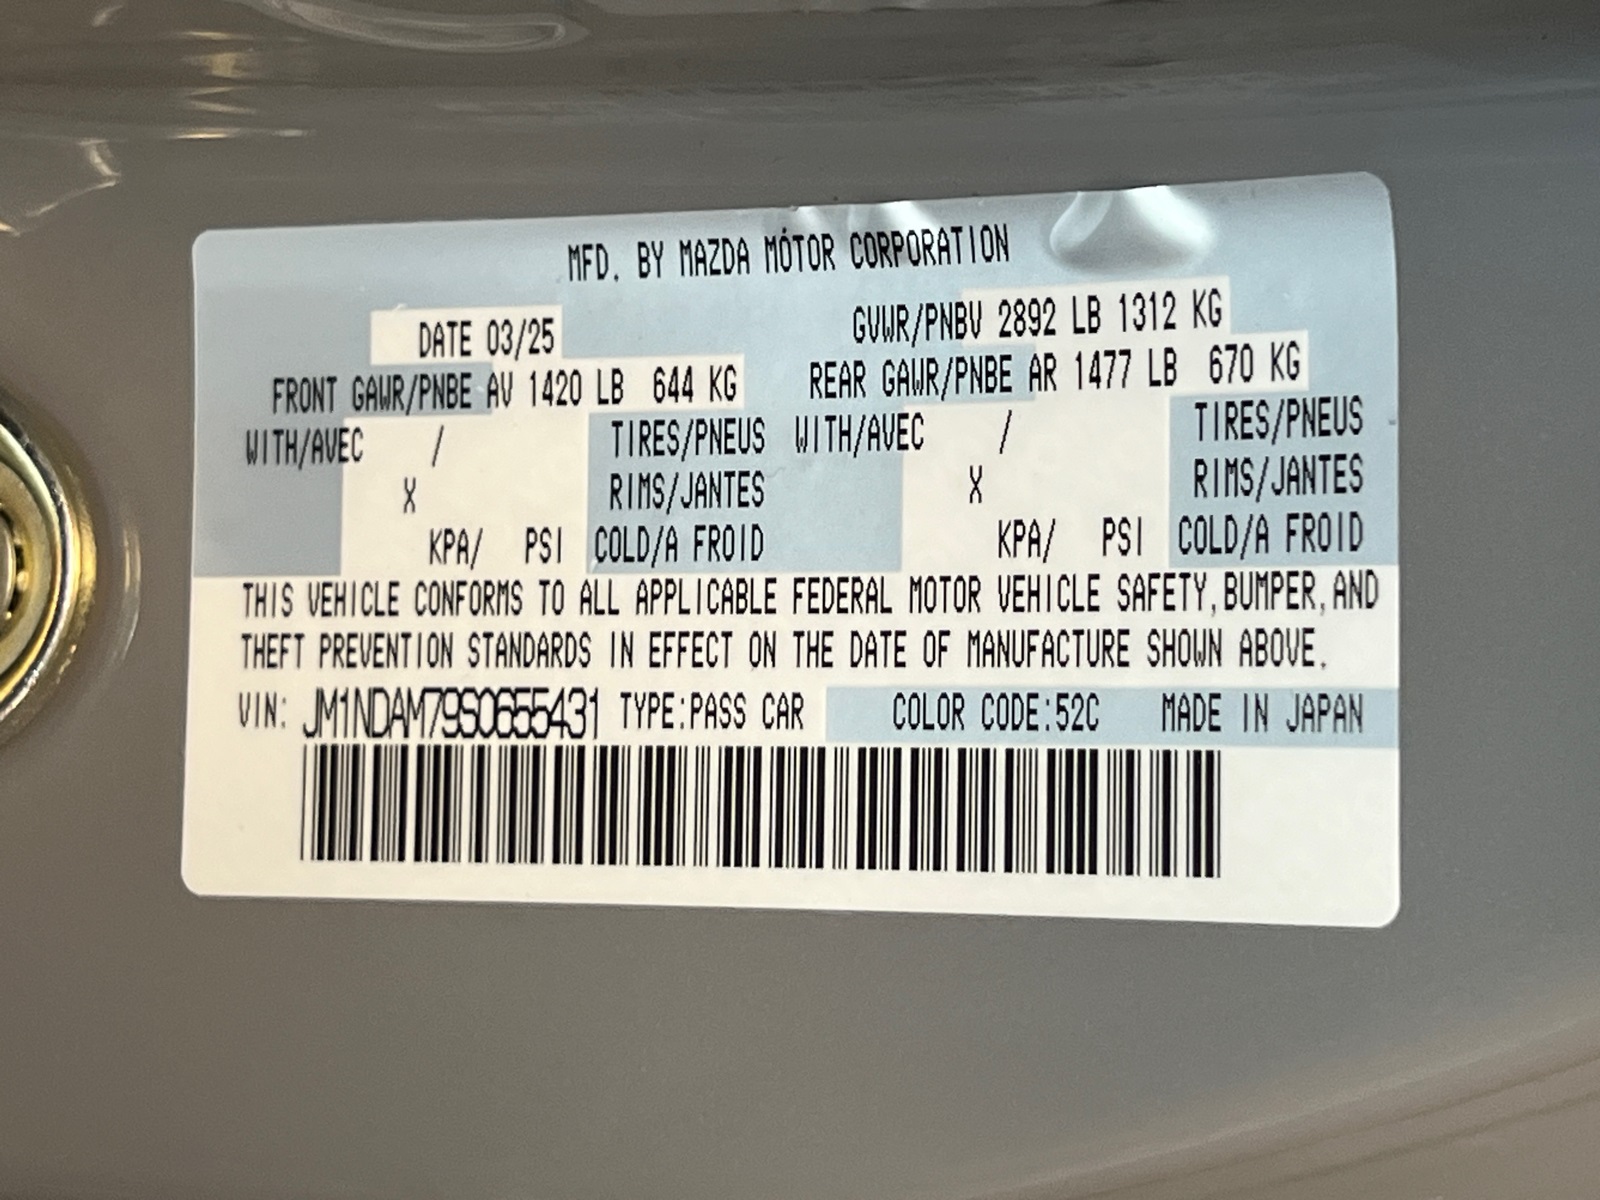 MFD. BY MAZDA MOTOR CORPORATION
DATE 03/25 GVWR/PNBV 2892 LB 1312 KG
FRONT GAWR/PNBE AV 1420 LB 644 KG REAR GAWR/PNBE AR 1477 LB 670 KG
WITH/AVEC / TIRES/PNEUS WITH/AVEC / TIRES/PNEUS
X RIMS/JANTES X RIMS/JANTES
KPA/ PSI COLD/A FROID KPA/ PSI COLD/A FROID
THIS VEHICLE CONFORMS TO ALL APPLICABLE FEDERAL MOTOR VEHICLE SAFETY, BUMPER, AND
THEFT PREVENTION STANDARDS IN EFFECT ON THE DATE OF MANUFACTURE SHOWN ABOVE.
VIN: JM1NDAM79S0655431 TYPE:PASS CAR COLOR CODE:52C MADE IN JAPAN